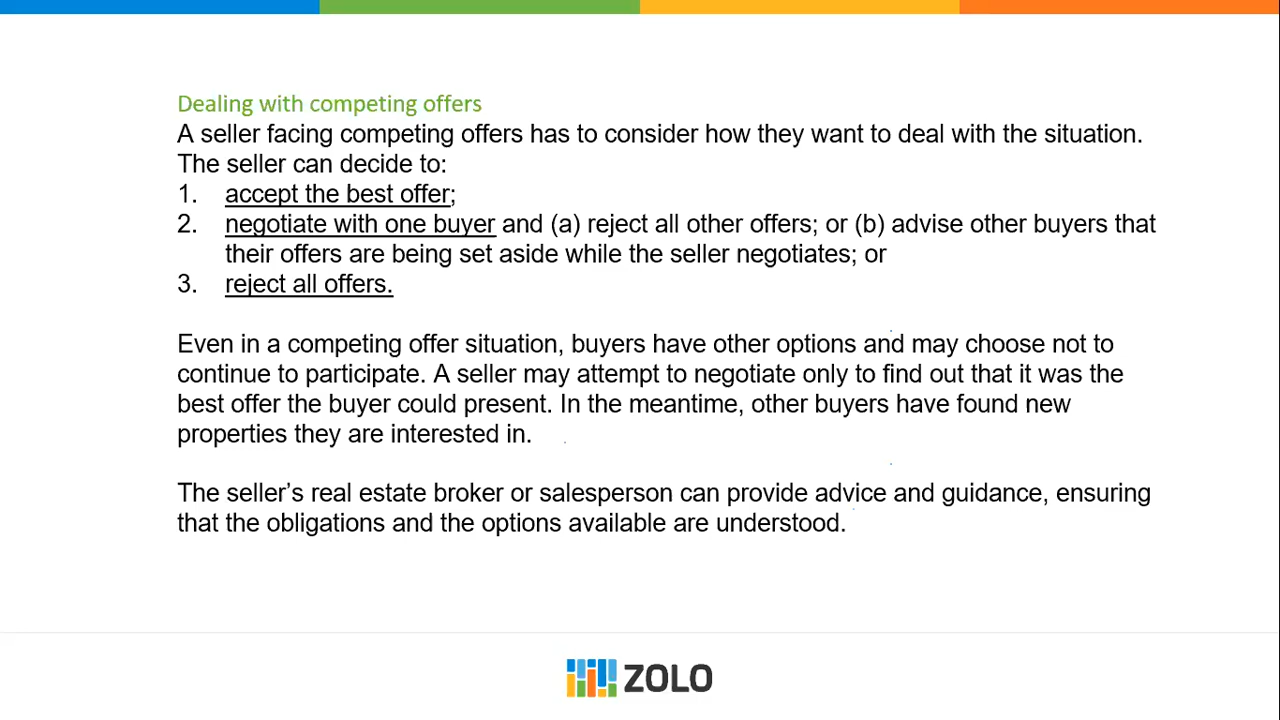 Dealing with competing offers
A seller facing competing offers has to consider how they want to deal with the situation.
The seller can decide to:
1. accept the best offer;
2. negotiate with one buyer and (a) reject all other offers; or (b) advise other buyers that
their offers are being set aside while the seller negotiates; or
3. reject all offers.
Even in a competing offer situation, buyers have other options and may choose not to
continue to participate. A seller may attempt to negotiate only to find out that it was the
best offer the buyer could present. In the meantime, other buyers have found new
properties they are interested in.
The seller’s real estate broker or salesperson can provide advice and guidance, ensuring
that the obligations and the options available are understood.
ZOLO